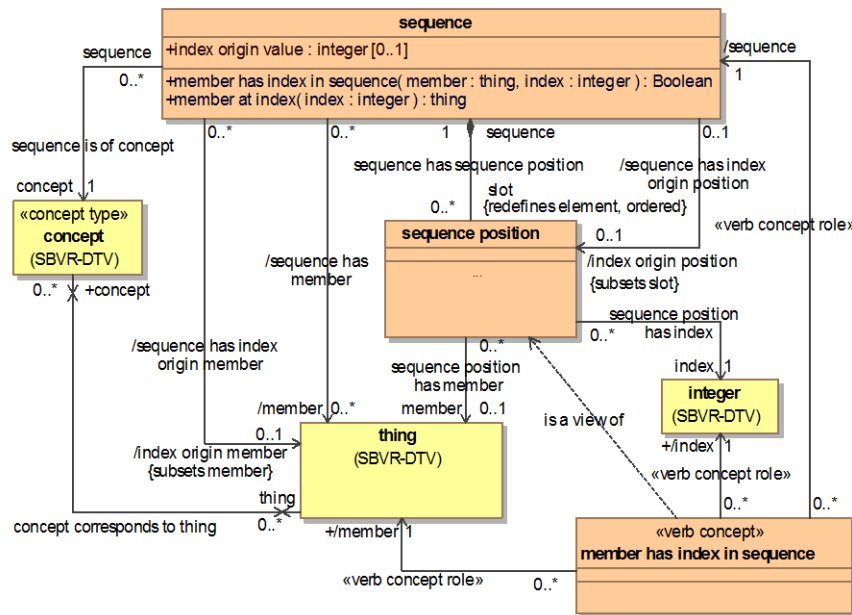 sequence
+index origin value : integer [0..1]
+member has index in sequence( member : thing, index : integer ) : Boolean
+member at index( index : integer ) : thing
sequence
0..*
/sequence
1
0..*
0..*
1
sequence
0..1
sequence is of concept
sequence has sequence position
/sequence has index
origin position
concept
1
slot
0..*
{redefines element, ordered}
«concept type»
concept
(SBVR-DTV)
«verb concept role»
sequence position
...
0..1
/index origin position
{subsets slot}
/sequence has
member
0..*
+concept
sequence position
has index
0..*
0..*
/sequence has index
origin member
sequence position
has member
index
1
integer
(SBVR-DTV)
/member
0..*
member
0..1
is a view of
0..1
/index origin member
{subsets member}
thing
(SBVR-DTV)
+/index
1
«verb concept role»
thing
0..*
concept corresponds to thing
0..*
0..*
+/member
1
«verb concept»
member has index in sequence
«verb concept role»
0..*